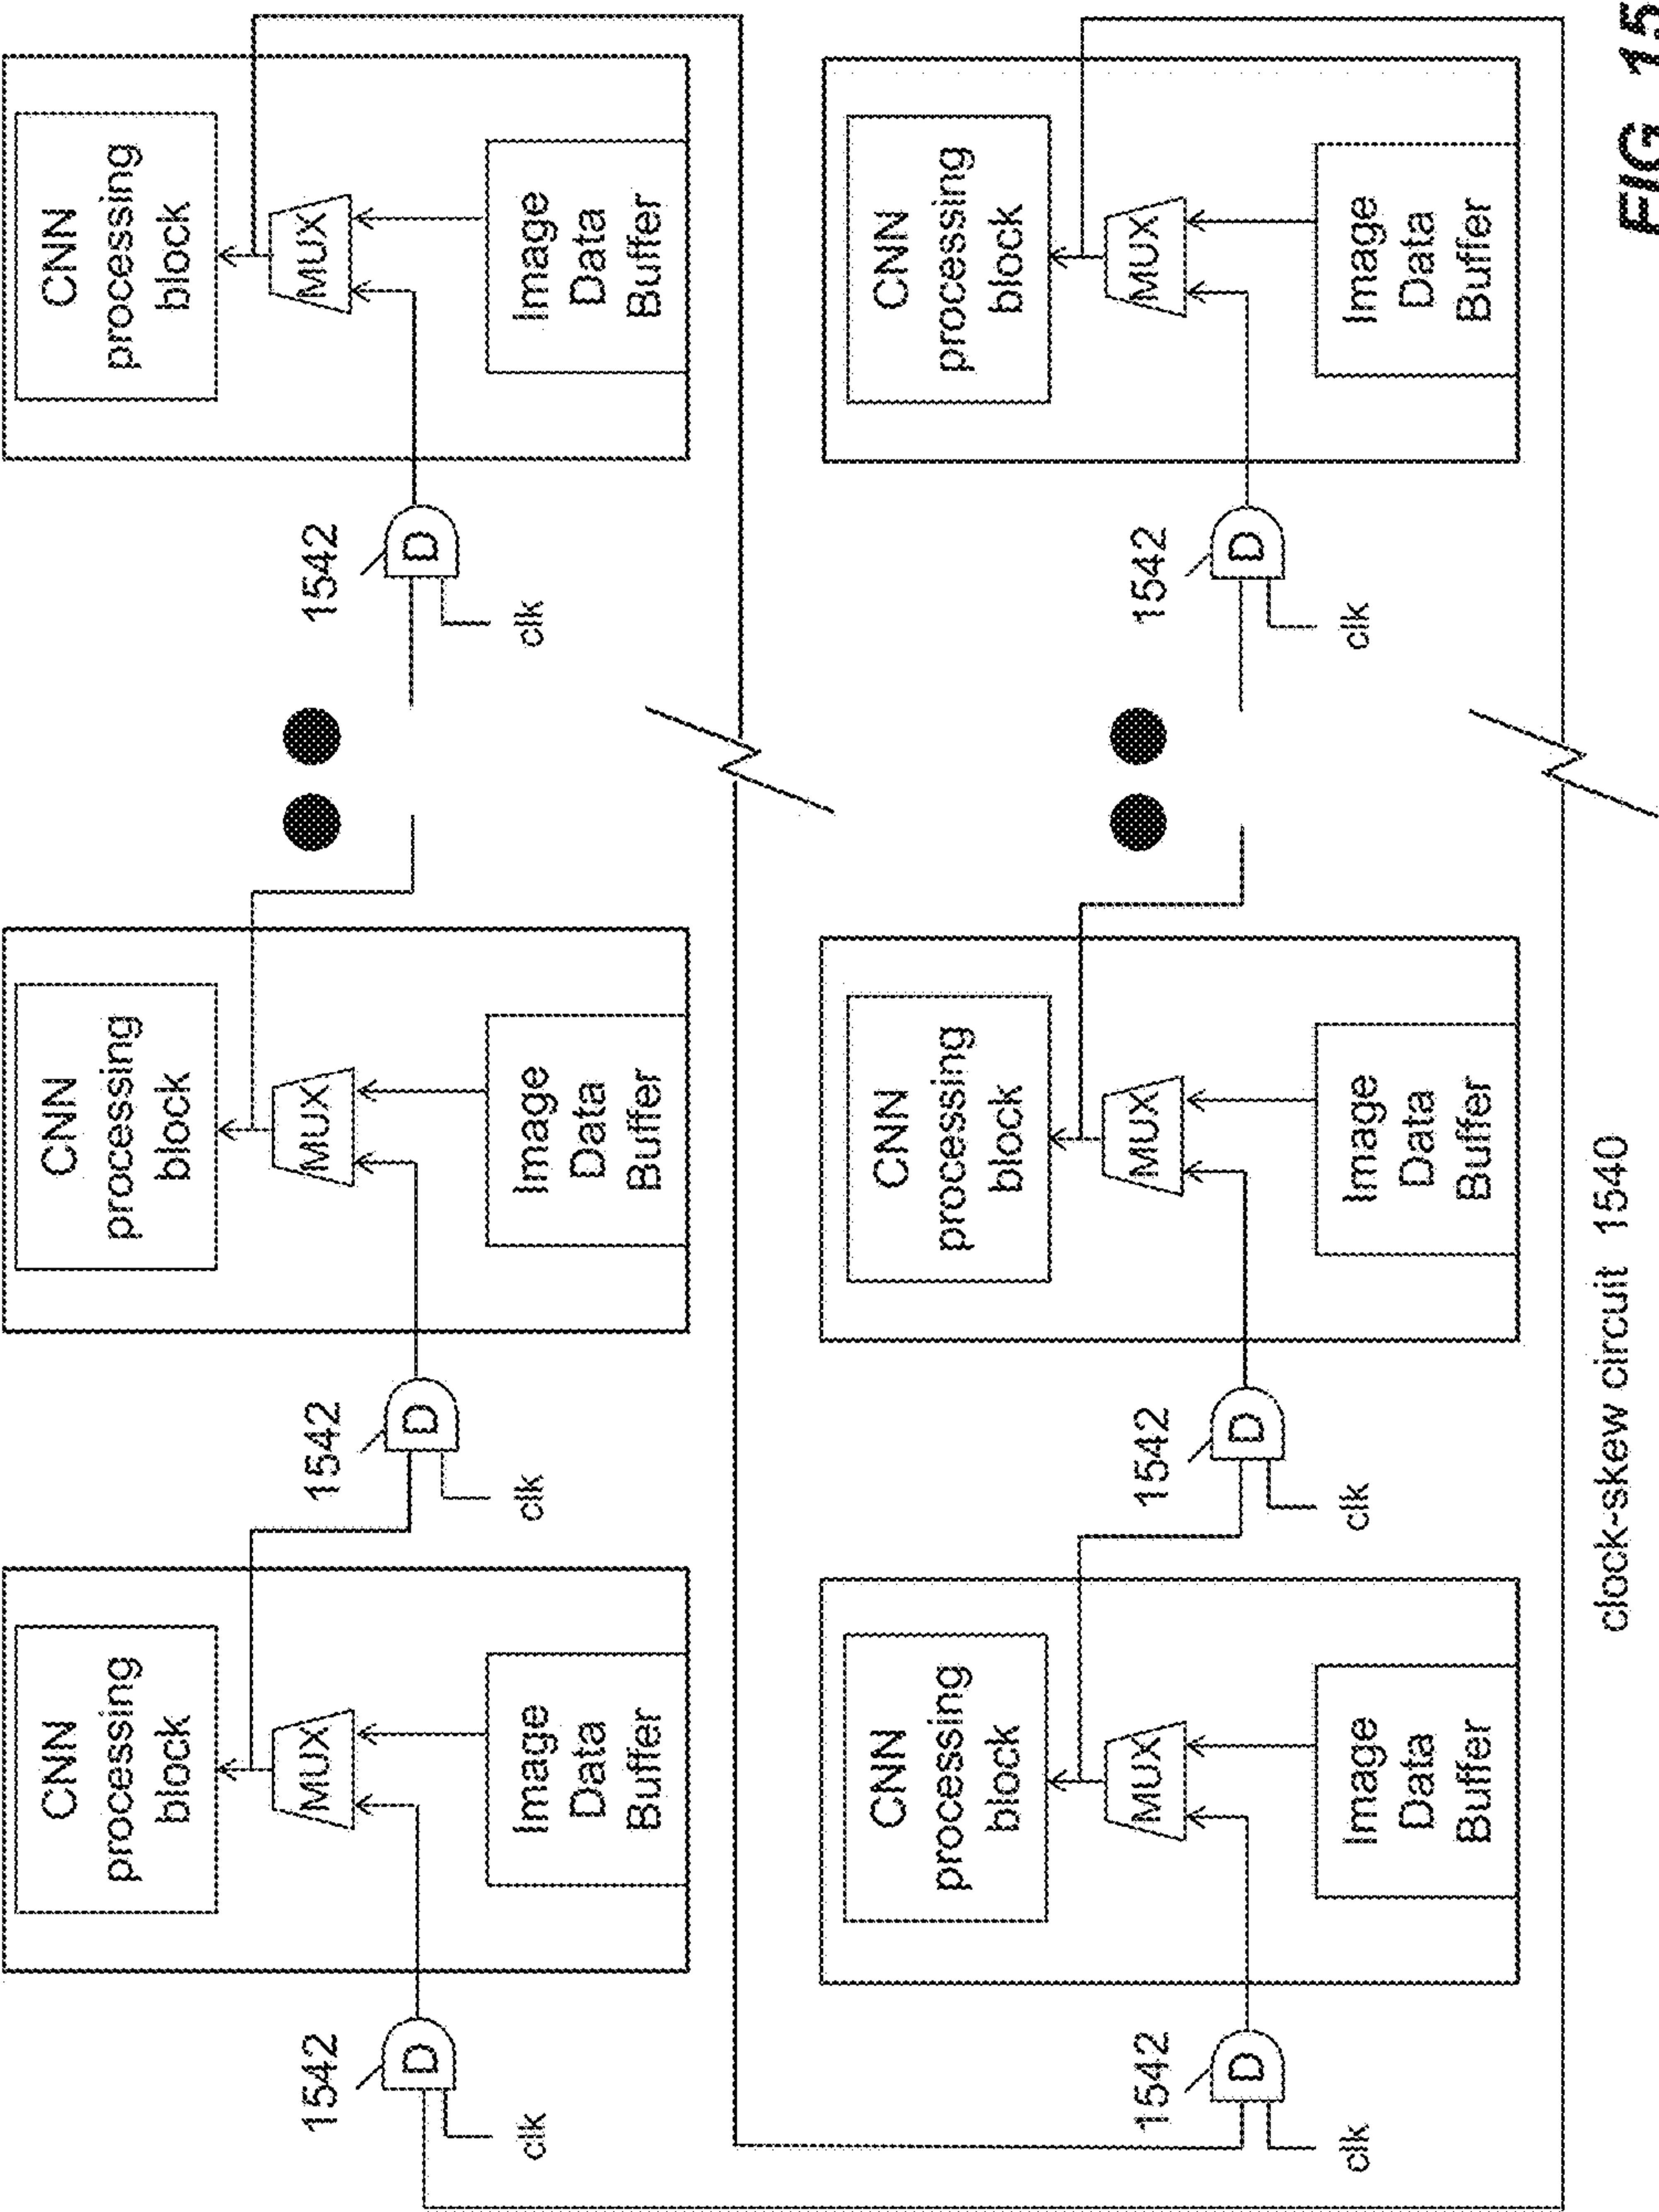 1542
D
clk
CNN
processing
block
MUX
Image
Data
Buffer
1542
D
clk
CNN
processing
block
MUX
Image
Data
Buffer
1542
D
clk
CNN
processing
block
MUX
Image
Data
Buffer
1542
D
clk
CNN
processing
block
MUX
Image
Data
Buffer
1542
D
clk
CNN
processing
block
MUX
Image
Data
Buffer
1542
D
clk
CNN
processing
block
MUX
Image
Data
Buffer
clock-skew circuit 1540
FIG 15